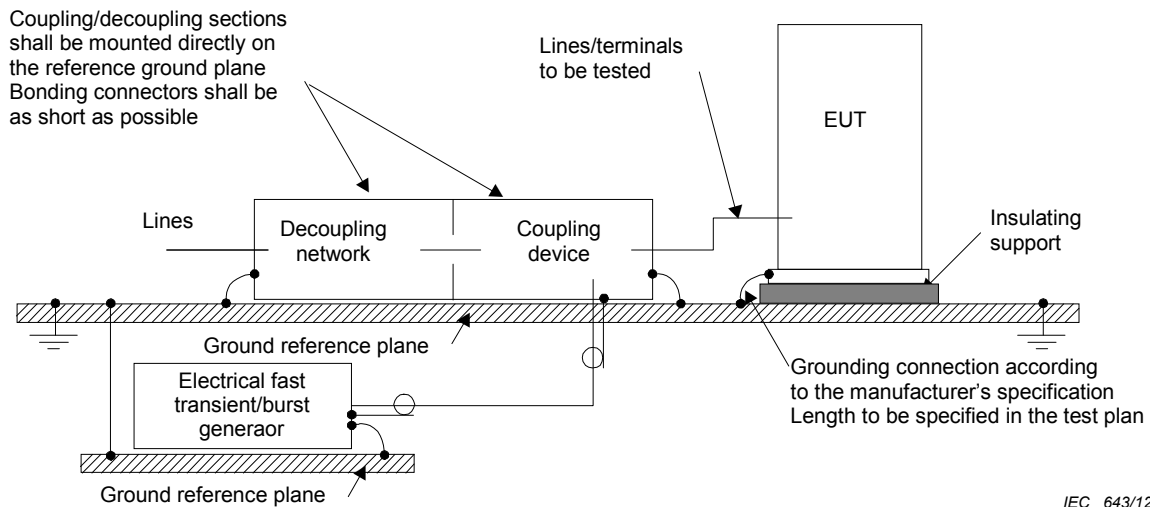 Coupling/decoupling sections
shall be mounted directly on
the reference ground plane
Bonding connectors shall be
as short as possible
Lines/terminals
to be tested
EUT
Lines
Decoupling
network
Coupling
device
Insulating
support
Ground reference plane
Electrical fast
transient/burst
generaor
Grounding connection according
to the manufacturer’s specification
Length to be specified in the test plan
Ground reference plane
IEC 643/12